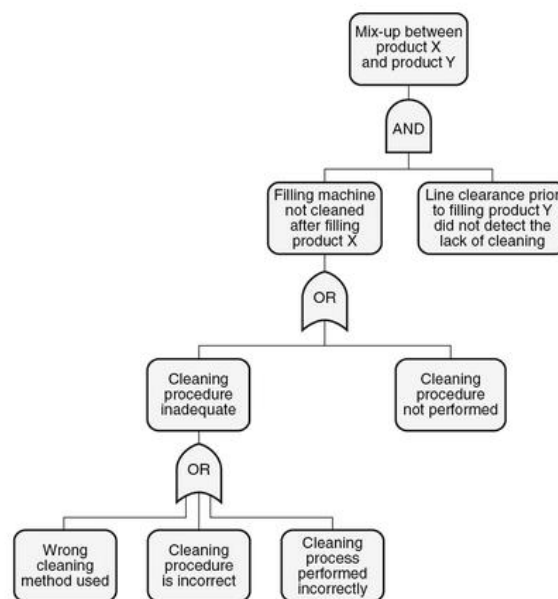 Mix-up between
product X
and product Y
AND
Filling machine
not cleaned
after filling
product X
Line clearance prior
to filling product Y
did not detect the
lack of cleaning
OR
Cleaning
procedure
inadequate
Cleaning
procedure
not performed
OR
Wrong
cleaning
method used
Cleaning
procedure
is incorrect
Cleaning
process
performed
incorrectly